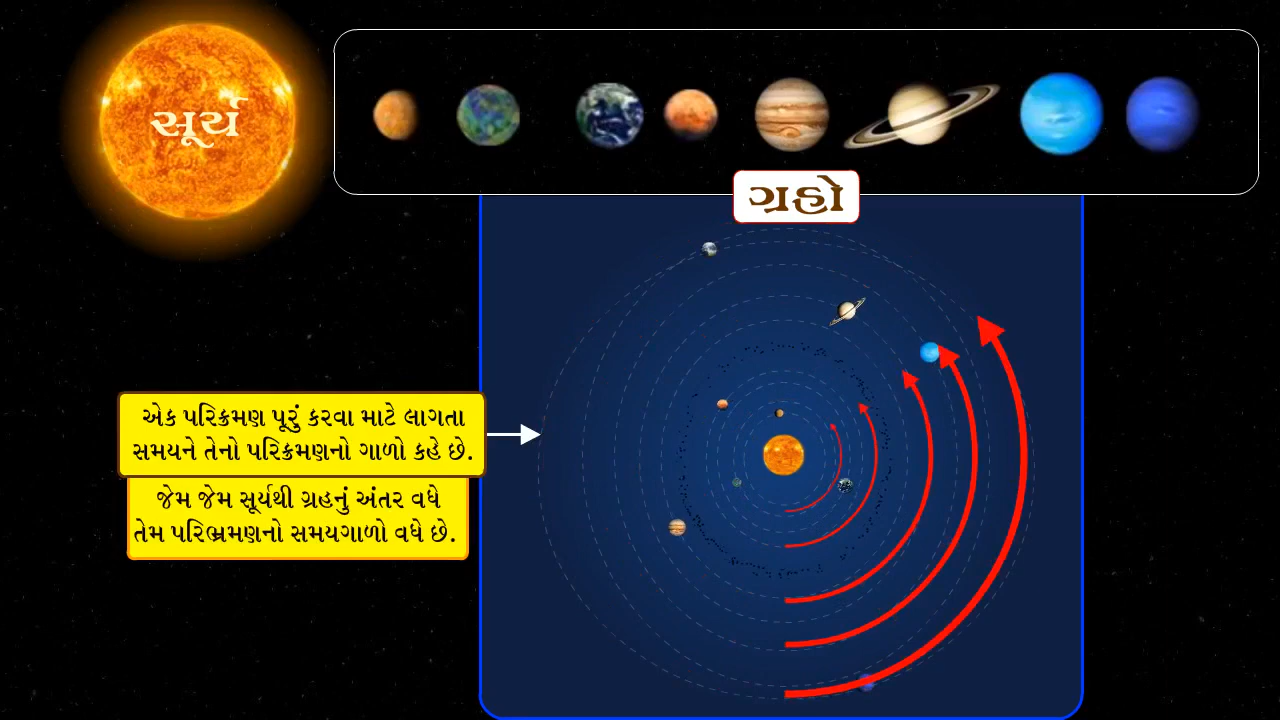 સૂર્ય
ગ્રહો
એક પરિક્રમણ પૂરું કરવા માટે લાગતા
સમયને તેનો પરિક્રમણનો ગાળો કહે છે.
જેમ જેમ સૂર્યથી ગ્રહનું અંતર વધે
તેમ પરિભ્રમણનો સમયગાળો વધે છે.